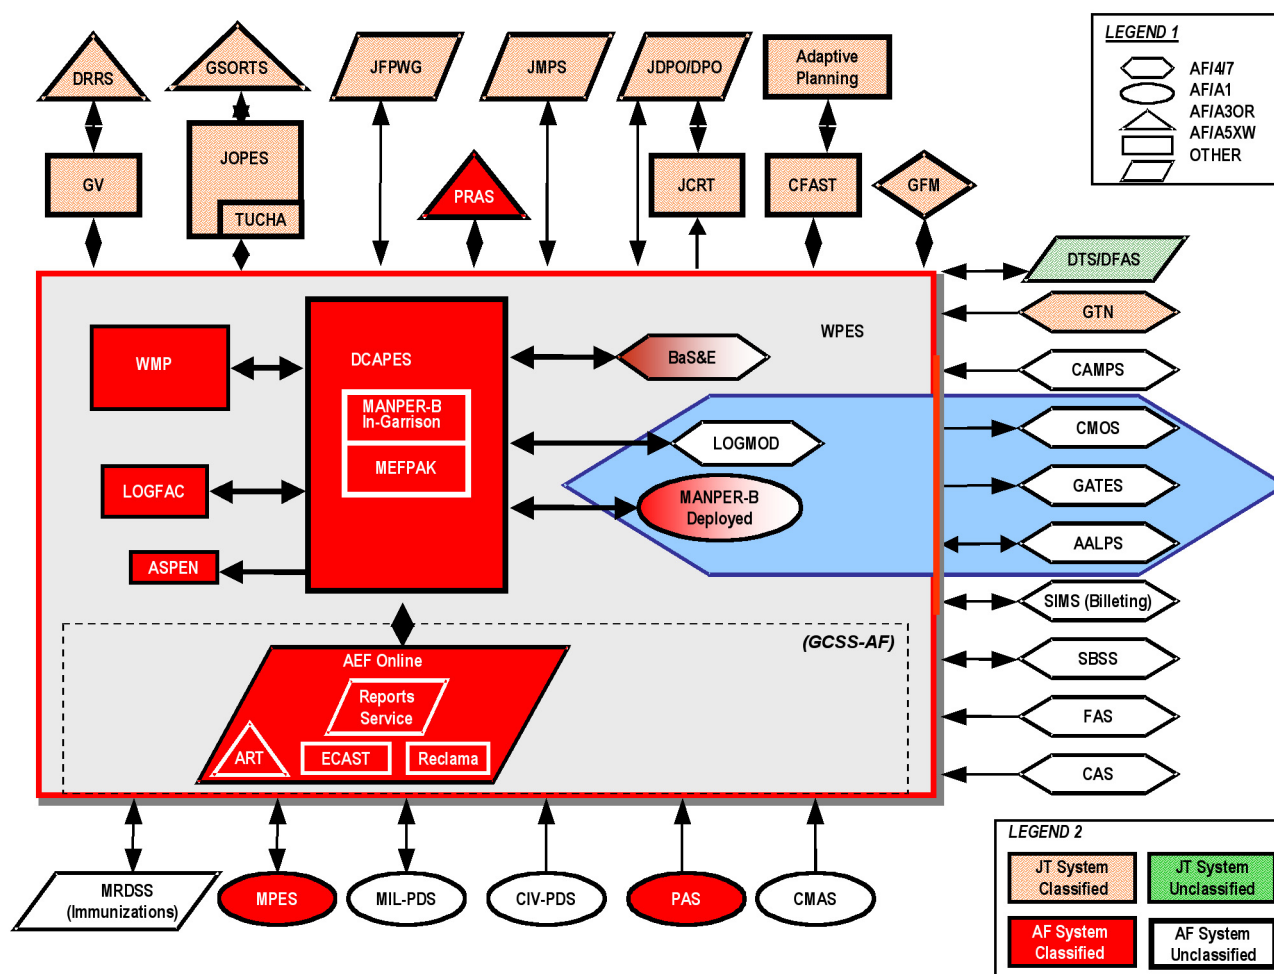 LEGEND 1
AF/4/7
AF/A1
AF/A3OR
AF/A5XW
OTHER
DRRS
GSORTS
JFPWG
JMPS
JDPO/DPO
Adaptive
Planning
GV
JOPES
TUCHA
PRAS
JCRT
CFAST
GFM
DTS/DFAS
GTN
CAMPS
CMOS
GATES
AALPS
SIMS (Billeting)
SBSS
FAS
CAS
WPES
WMP
DCAPES
MANPER-B
In-Garrison
MEFPAK
BaS&E
LOGMOD
MANPER-B
Deployed
LOGFAC
ASPEN
(GCSS-AF)
AEF Online
Reports
Service
ART
ECAST
Reclama
MRDSS
(Immunizations)
MPES
MIL-PDS
CIV-PDS
PAS
CMAS
LEGEND 2
JT System
Classified
JT System
Unclassified
AF System
Classified
AF System
Unclassified